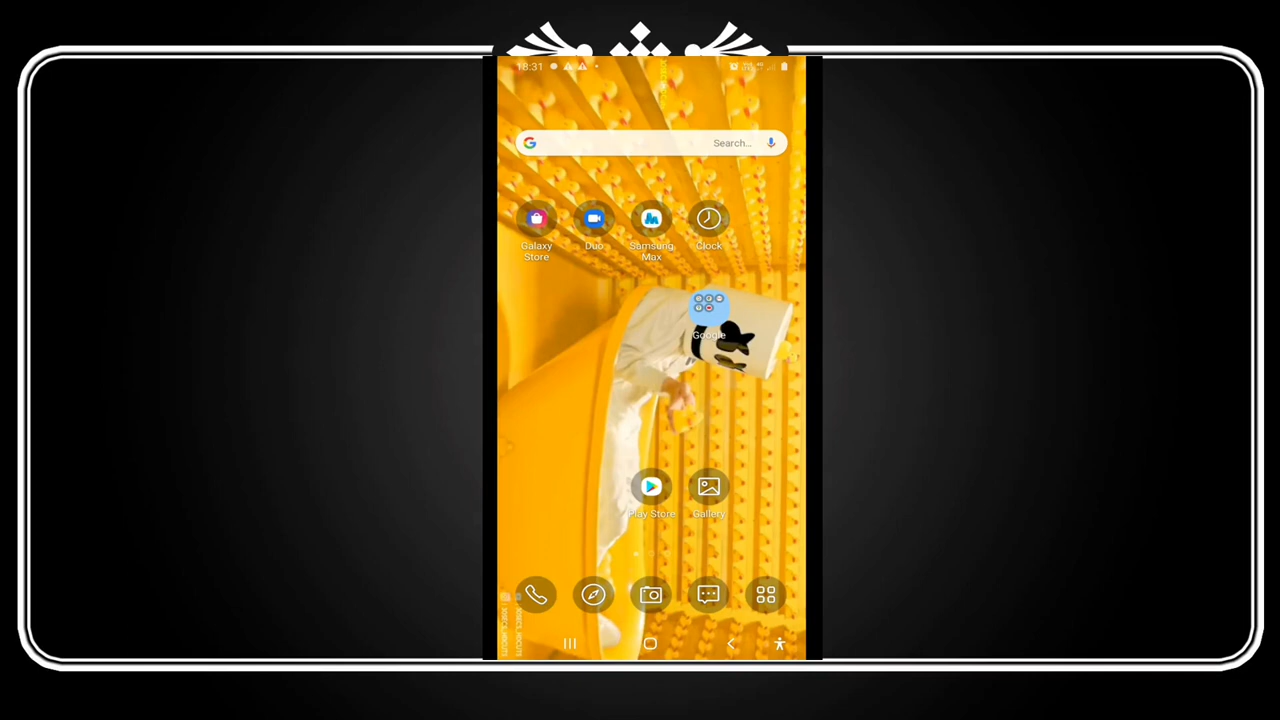 18:31
Search...
Galaxy
Store
Duo
Samsung
Max
Clock
Google
Play Store
Gallery